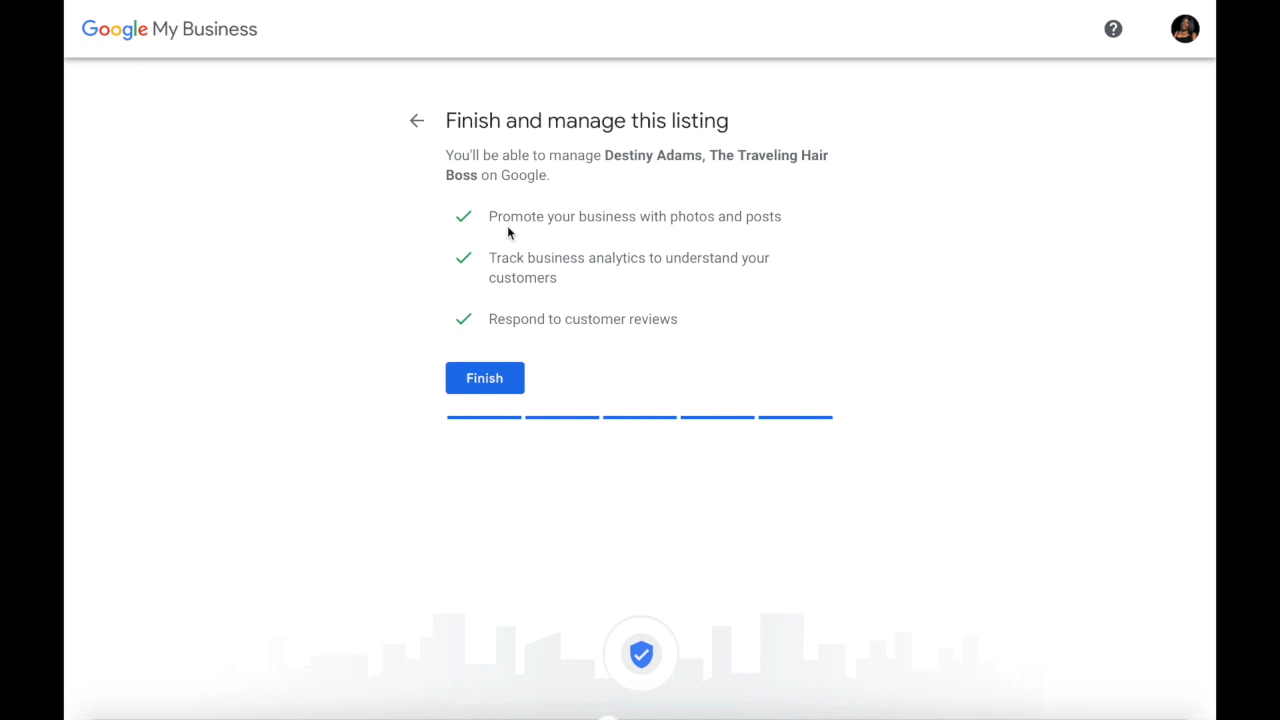 Google My Business
Finish and manage this listing
You'll be able to manage Destiny Adams, The Traveling Hair
Boss on Google.
Promote your business with photos and posts
Track business analytics to understand your
customers
Respond to customer reviews
Finish